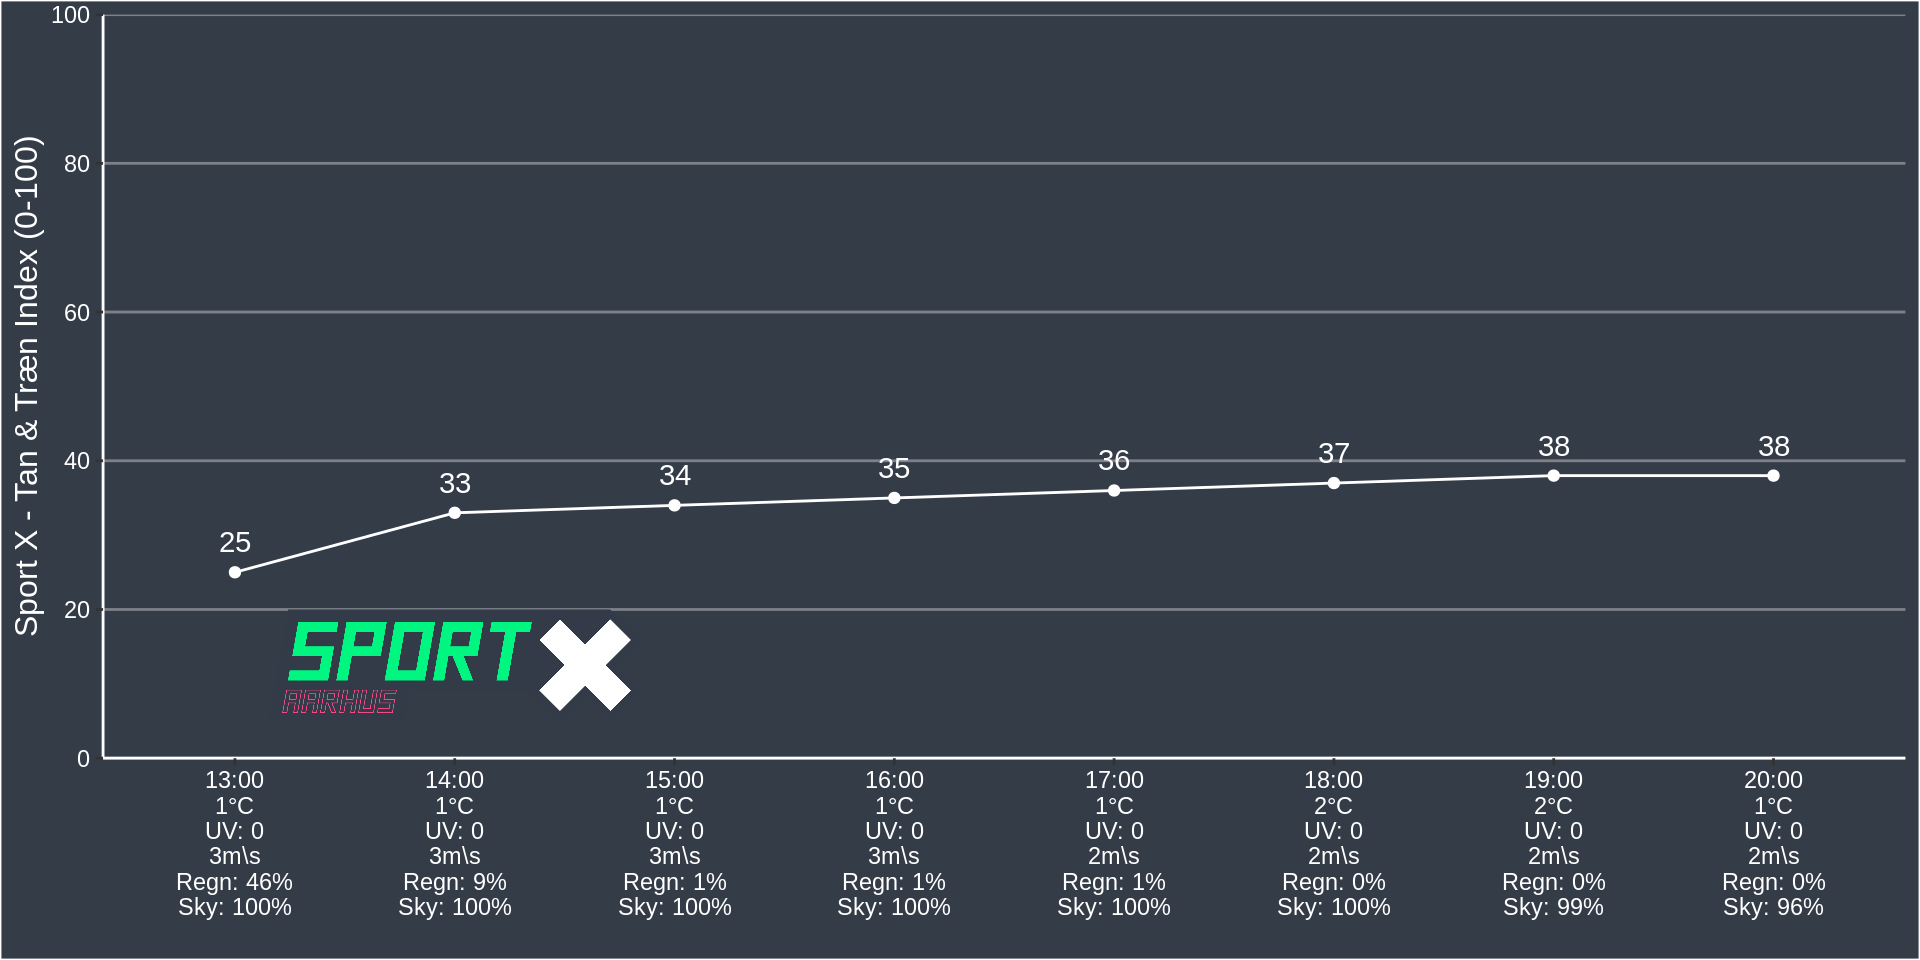 Sport X - Tan & Træn Index (0-100)
100
80
60
40
20
0
25
33
34
35
36
37
38
38
SPORT X
AARHUS
13:00 14:00 15:00 16:00 17:00 18:00 19:00 20:00
1°C 1°C 1°C 1°C 1°C 2°C 2°C 1°C
UV: 0 UV: 0 UV: 0 UV: 0 UV: 0 UV: 0 UV: 0 UV: 0
3m\s 3m\s 3m\s 3m\s 2m\s 2m\s 2m\s 2m\s
Regn: 46% Regn: 9% Regn: 1% Regn: 1% Regn: 1% Regn: 0% Regn: 0% Regn: 0%
Sky: 100% Sky: 100% Sky: 100% Sky: 100% Sky: 100% Sky: 100% Sky: 99% Sky: 96%